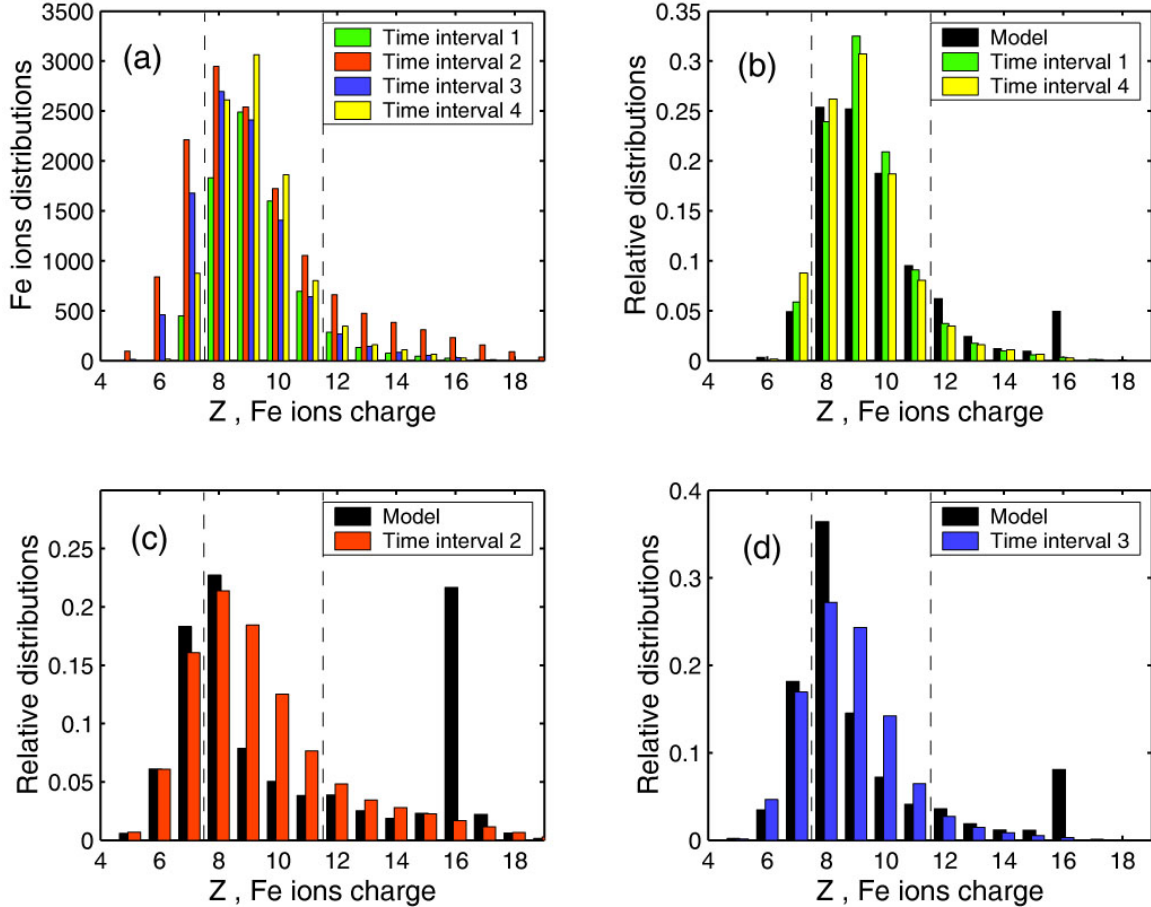 3500
3000
2500
2000
1500
1000
500
0
Fe ions distributions
(a)
Time interval 1
Time interval 2
Time interval 3
Time interval 4
4 6 8 10 12 14 16 18
Z , Fe ions charge
0.35
0.3
0.25
0.2
0.15
0.1
0.05
0
Relative distributions
(b)
Model
Time interval 1
Time interval 4
4 6 8 10 12 14 16 18
Z , Fe ions charge
0.25
0.2
0.15
0.1
0.05
0
Relative distributions
(c)
Model
Time interval 2
4 6 8 10 12 14 16 18
Z , Fe ions charge
0.4
0.3
0.2
0.1
0
Relative distributions
(d)
Model
Time interval 3
4 6 8 10 12 14 16 18
Z , Fe ions charge